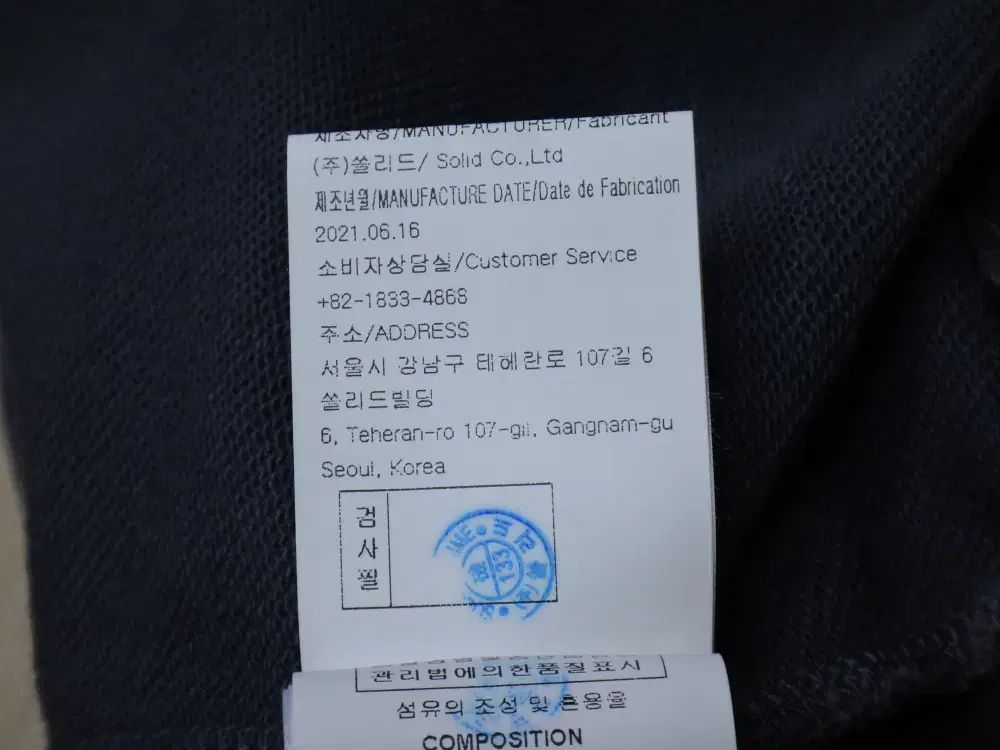 제조자명/MANUFACTURER/Fabricant
(주)쏠리드/ Solid Co.,Ltd
제조년월/MANUFACTURE DATE/Date de Fabrication
2021.06.16
소비자상담실/Customer Service
+82-1833-4868
주소/ADDRESS
서울시 강남구 테헤란로 107길 6
쏠리드빌딩
6, Teheran-ro 107-gil, Gangnam-gu
Seoul, Korea
검사필
133
관리법에의한품질표시
섬유의 조성 및 혼용율
COMPOSITION